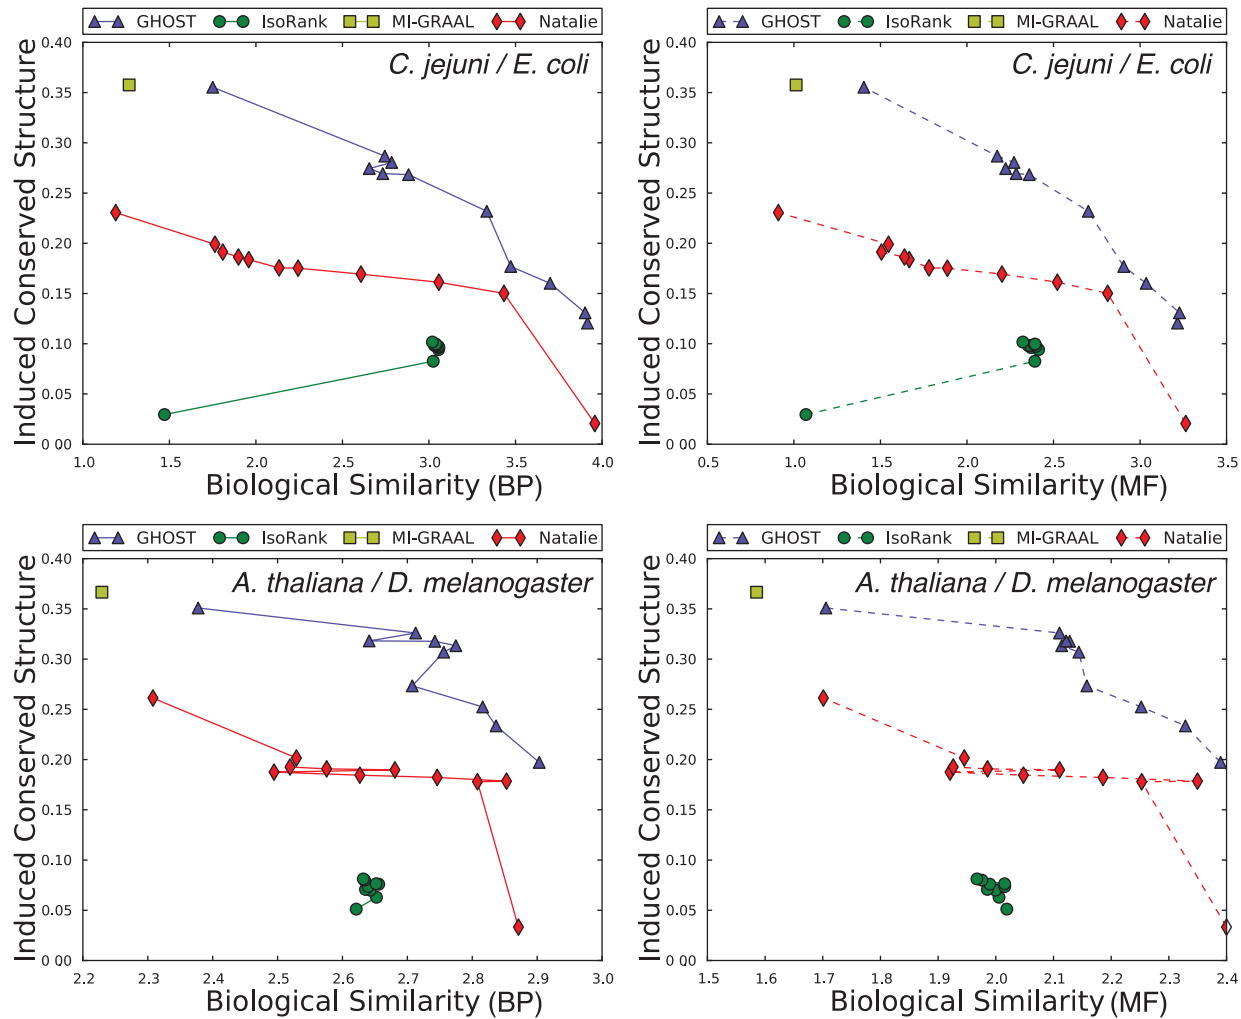 GHOST IsoRank MI-GRAAL Natalie
C. jejuni / E. coli
Induced Conserved Structure
0.40
0.35
0.30
0.25
0.20
0.15
0.10
0.05
0 00
1.0 1.5 2.0 2.5 3.0 3.5 4.0
Biological Similarity (BP)
GHOST IsoRank MI-GRAAL Natalie
C. jejuni / E. coli
Induced Conserved Structure
0.40
0.35
0.30
0.25
0.20
0.15
0.10
0.05
0 00
0.5 1.0 1.5 2.0 2.5 3.0 3.5
Biological Similarity (MF)
GHOST IsoRank MI-GRAAL Natalie
A. thaliana / D. melanogaster
Induced Conserved Structure
0.40
0.35
0.30
0.25
0.20
0.15
0.10
0.05
0 00
2.2 2.3 2.4 2.5 2.6 2.7 2.8 2.9 3.0
Biological Similarity (BP)
GHOST IsoRank MI-GRAAL Natalie
A. thaliana / D. melanogaster
Induced Conserved Structure
0.40
0.35
0.30
0.25
0.20
0.15
0.10
0.05
0 00
1.5 1.6 1.7 1.8 1.9 2.0 2.1 2.2 2.3 2.4
Biological Similarity (MF)